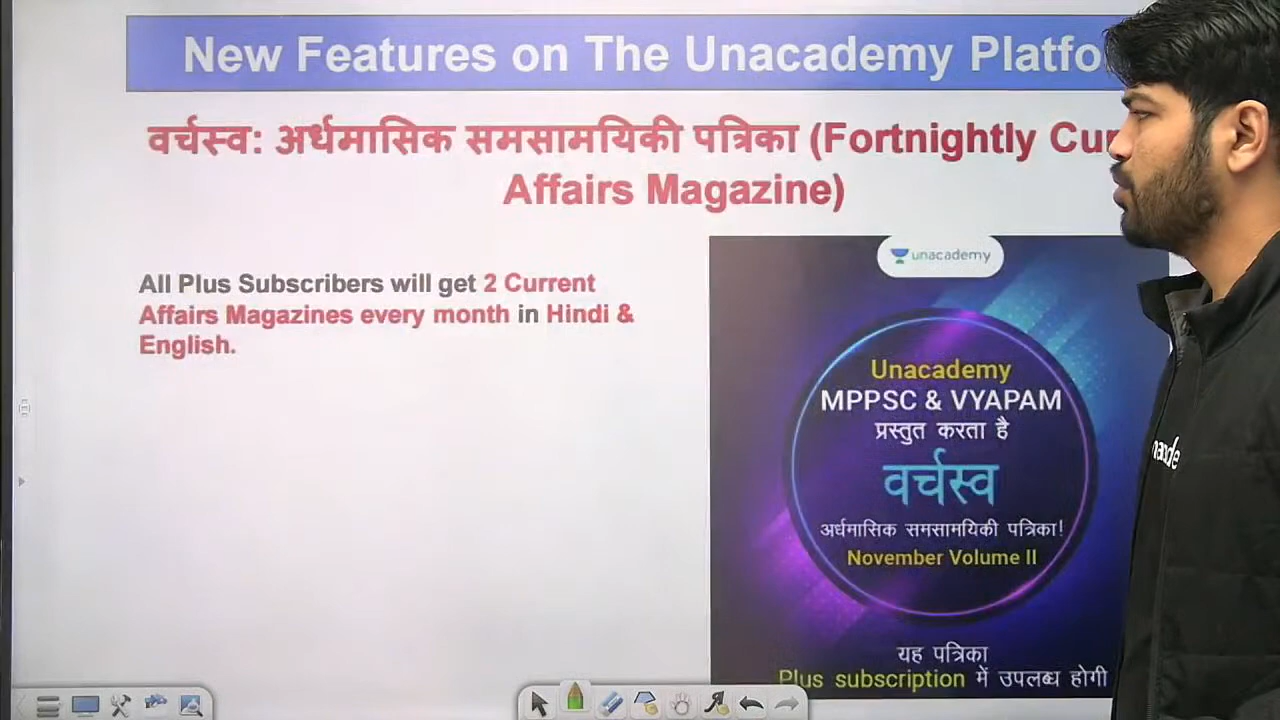 New Features on The Unacademy
वर्चस्व: अर्धमासिक समसामयिकी पत्रिका (Fortnightly
Affairs Magazine)
All Plus Subscribers will get 2 Current
Affairs Magazines every month in Hindi &
English.
unacademy
Unacademy
MPPSC & VYAPAM
प्रस्तुत करता है
वर्चस्व
अर्धमासिक समसामयिकी पत्रिका!
November Volume II
यह पत्रिका
Plus subscription में उपलब्ध होगी